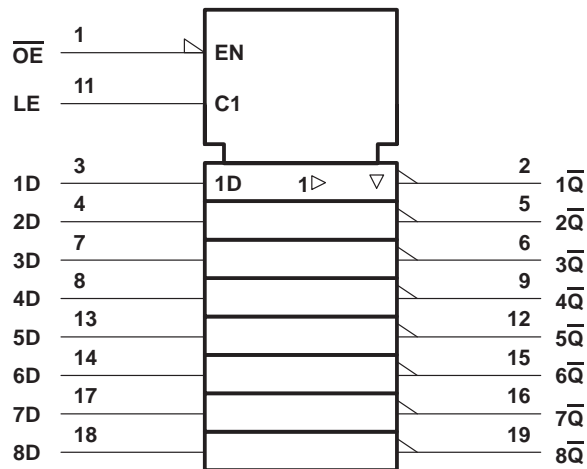 OE̅ 1 EN
LE 11 C1
1D 3 1D 1 2 1Q̅
2D 4 5 2Q̅
3D 7 6 3Q̅
4D 8 9 4Q̅
5D 13 12 5Q̅
6D 14 15 6Q̅
7D 17 16 7Q̅
8D 18 19 8Q̅